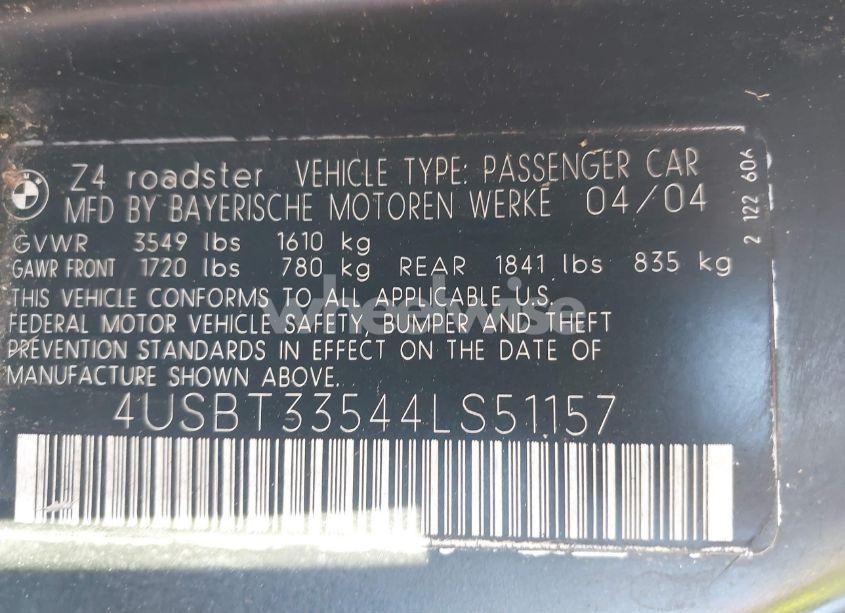 Z4 roadster VEHICLE TYPE: PASSENGER CAR
MFD BY BAYERISCHE MOTOREN WERKE 04/04
GVWR 3549 lbs 1610 kg
GAWR FRONT 1720 lbs 780 kg REAR 1841 lbs 835 kg
THIS VEHICLE CONFORMS TO ALL APPLICABLE U.S.
FEDERAL MOTOR VEHICLE SAFETY, BUMPER AND THEFT
PREVENTION STANDARDS IN EFFECT ON THE DATE OF
MANUFACTURE SHOWN ABOVE.
4USBT33544LS51157
2 122 606
wheelwise
BMW